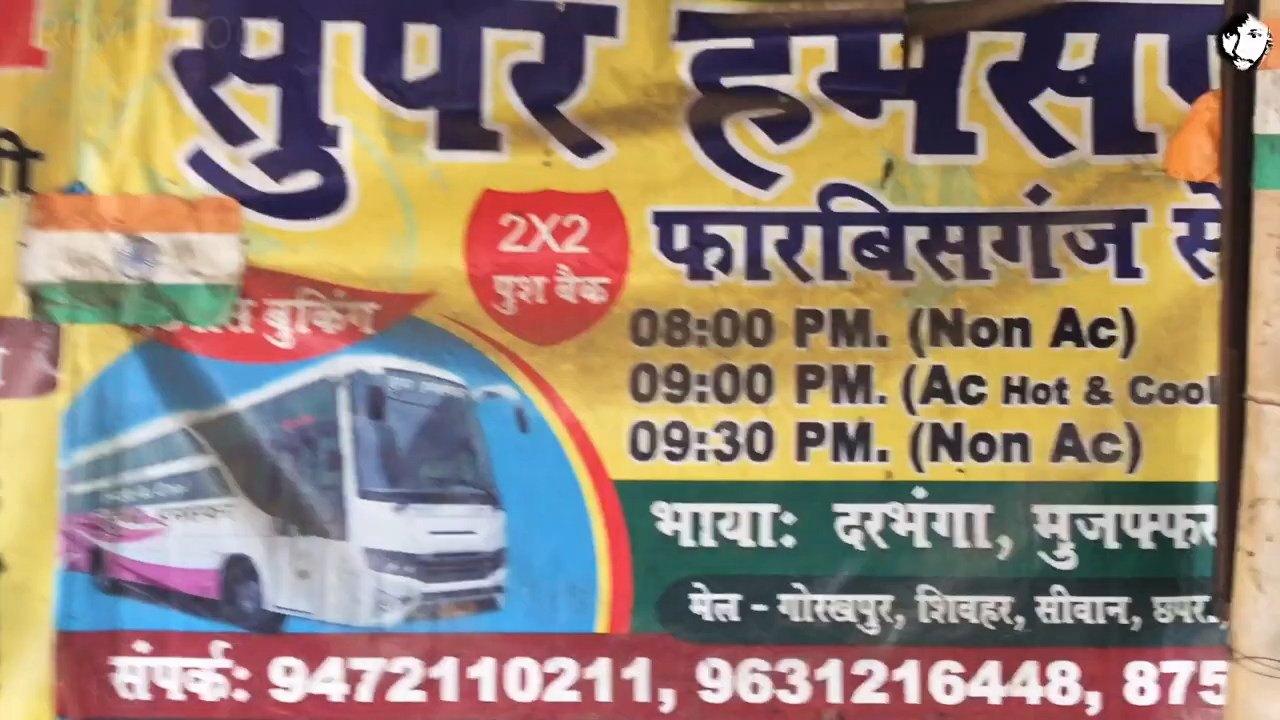 सुपर हमस
फारबिसगंज से
2X2
पुश बैक
बुकिंग
08:00 PM. (Non Ac)
09:00 PM. (Ac Hot & Cool
09:30 PM. (Non Ac)
भाया: दरभंगा, मुजफ्फर
मेल - गोरखपुर, शिवहर, सीवान, छपर
संपर्क: 9472110211, 9631216448, 875